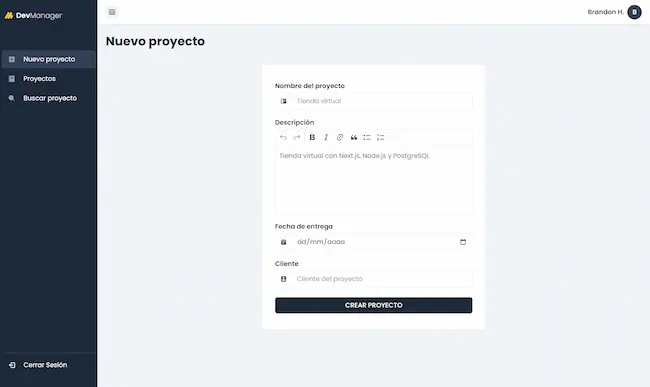 DevManager
Brandon H. B
Nuevo proyecto
Nuevo proyecto
Proyectos
Buscar proyecto
Nombre del proyecto
Tienda virtual
Descripción
B I
Tienda virtual con Next.js, Node.js y PostgreSQL.
Fecha de entrega
dd/mm/aaaa
Cliente
Cliente del proyecto
CREAR PROYECTO
Cerrar Sesión